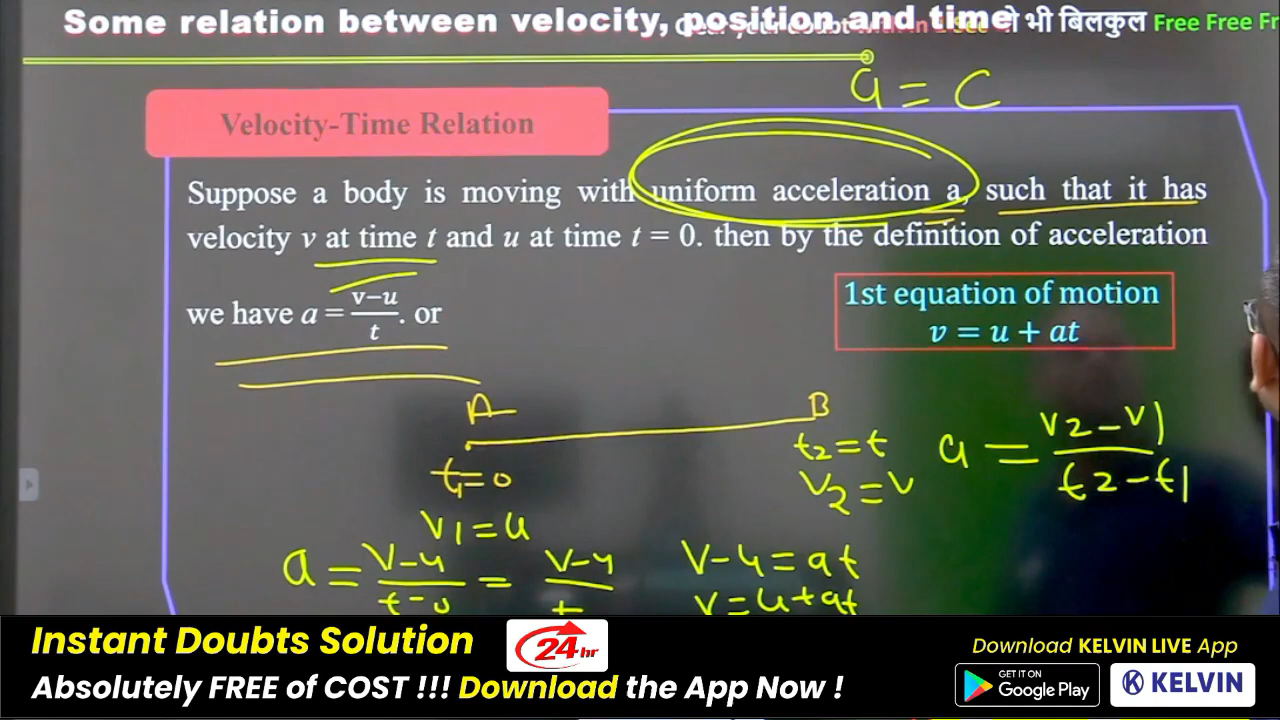 Some relation between velocity, position and time
से भी बिलकुल Free Free Fr
a = C
Velocity-Time Relation
Suppose a body is moving with uniform acceleration a, such that it has
velocity v at time t and u at time t = 0. then by the definition of acceleration
we have a = v−u/t. or
1st equation of motion
v = u + at
A B
t1=0
v1=u
t2=t
v2=v
a = v2-v1/t2-t1
a = v-u/t-0 = v-u/t
v-u=at
v=u+at
Instant Doubts Solution
24hr
Absolutely FREE of COST !!! Download the App Now !
Download KELVIN LIVE App
GET IT ON
Google Play
KELVIN